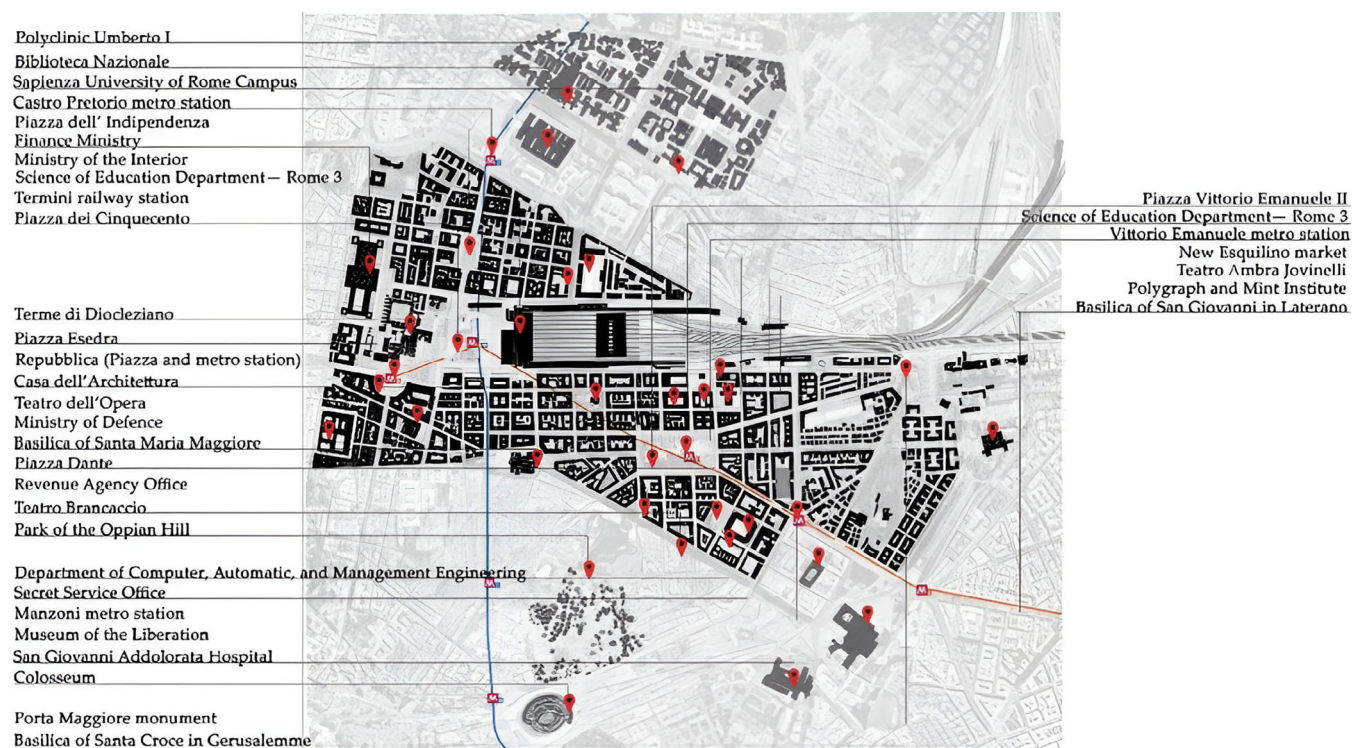 Polyclinic Umberto I
Biblioteca Nazionale
Sapienza University of Rome Campus
Castro Pretorio metro station
Piazza dell' Indipendenza
Finance Ministry
Ministry of the Interior
Science of Education Department— Rome 3
Termini railway station
Piazza dei Cinquecento
Terme di Diocleziano
Piazza Esedra
Repubblica (Piazza and metro station)
Casa dell'Architettura
Teatro dell'Opera
Ministry of Defence
Basilica of Santa Maria Maggiore
Piazza Dante
Revenue Agency Office
Teatro Brancaccio
Park of the Oppian Hill
Department of Computer, Automatic, and Management Engineering
Secret Service Office
Manzoni metro station
Museum of the Liberation
San Giovanni Addolorata Hospital
Colosseum
Porta Maggiore monument
Basilica of Santa Croce in Gerusalemme
Piazza Vittorio Emanuele II
Science of Education Department— Rome 3
Vittorio Emanuele metro station
New Esquilino market
Teatro Ambra Jovinelli
Polygraph and Mint Institute
Basilica of San Giovanni in Laterano
M
M
M
M
M
M
M
M